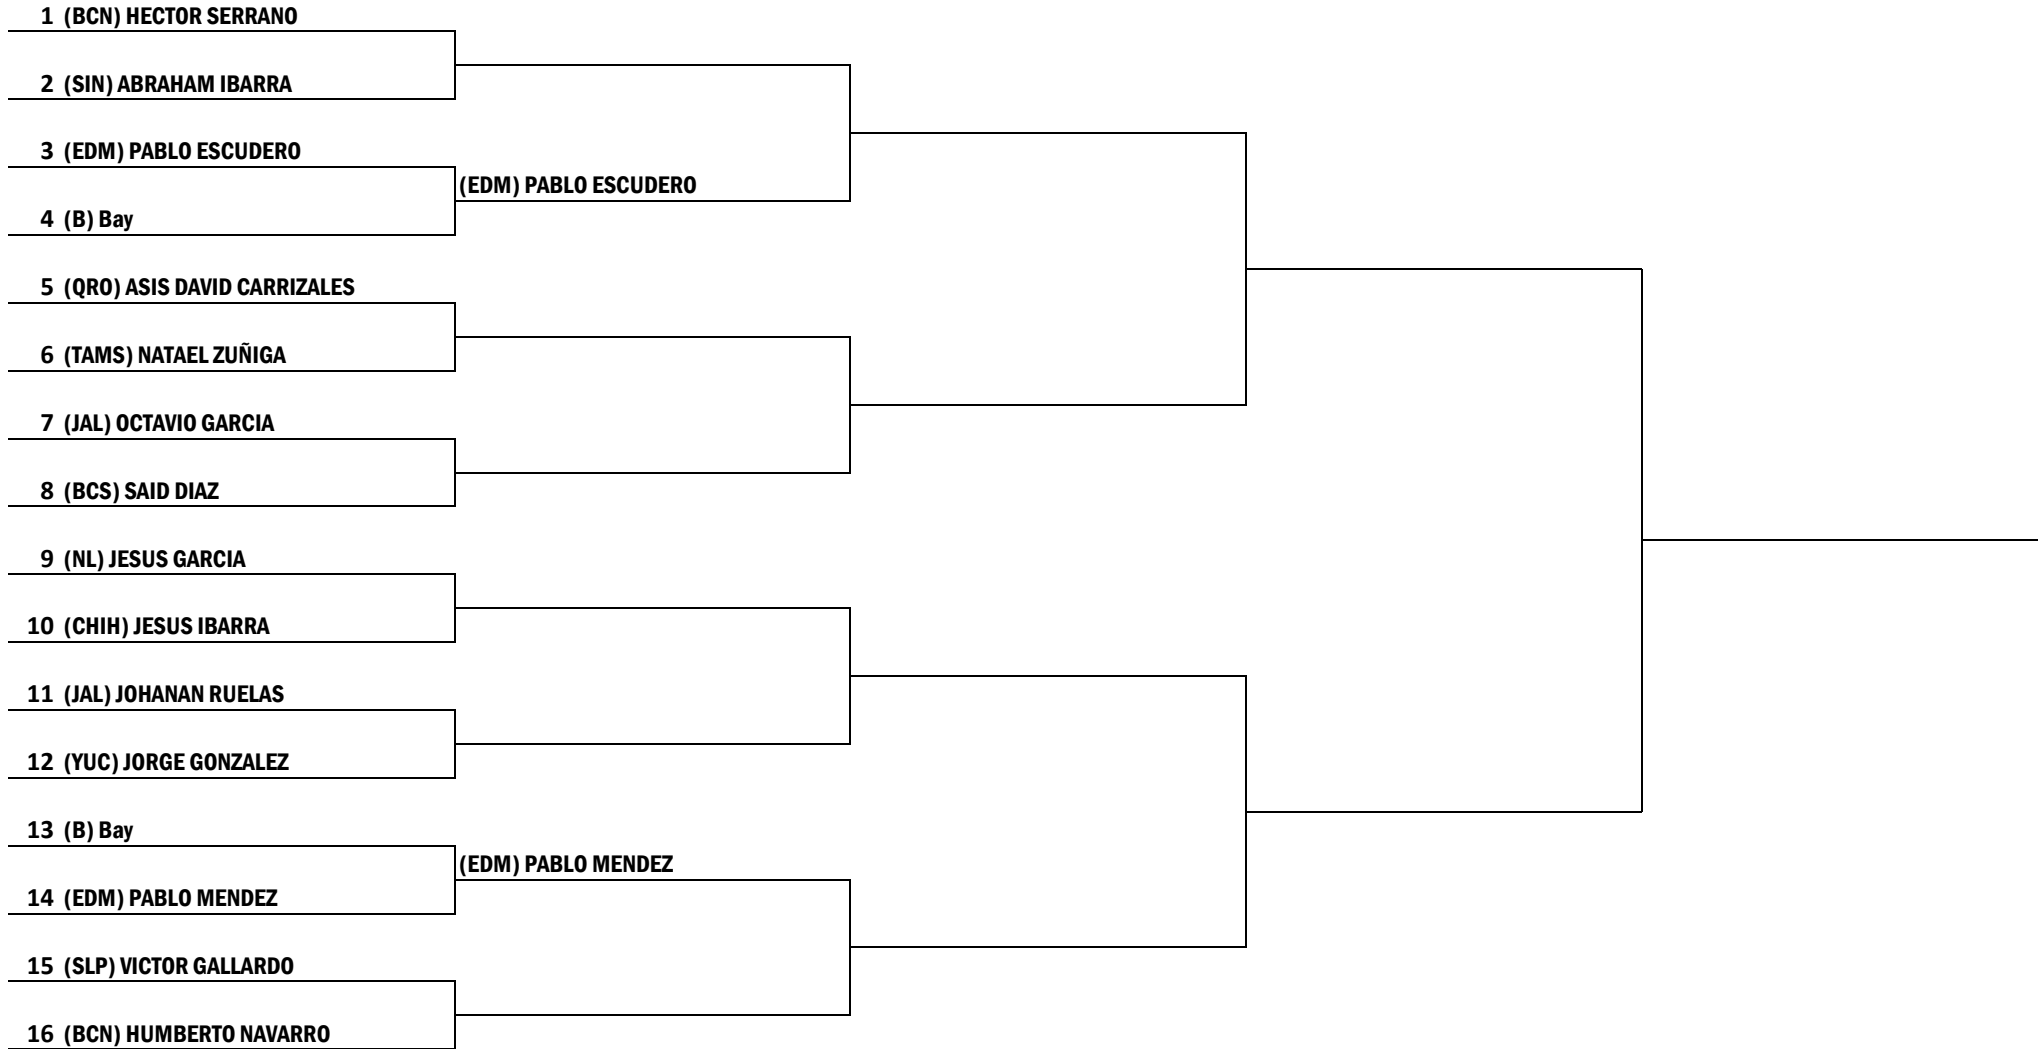 1 (BCN) HECTOR SERRANO
2 (SIN) ABRAHAM IBARRA
3 (EDM) PABLO ESCUDERO
(EDM) PABLO ESCUDERO
4 (B) Bay
5 (QRO) ASIS DAVID CARRIZALES
6 (TAMS) NATAEL ZUÑIGA
7 (JAL) OCTAVIO GARCIA
8 (BCS) SAID DIAZ
9 (NL) JESUS GARCIA
10 (CHIH) JESUS IBARRA
11 (JAL) JOHANAN RUELAS
12 (YUC) JORGE GONZALEZ
13 (B) Bay
(EDM) PABLO MENDEZ
14 (EDM) PABLO MENDEZ
15 (SLP) VICTOR GALLARDO
16 (BCN) HUMBERTO NAVARRO